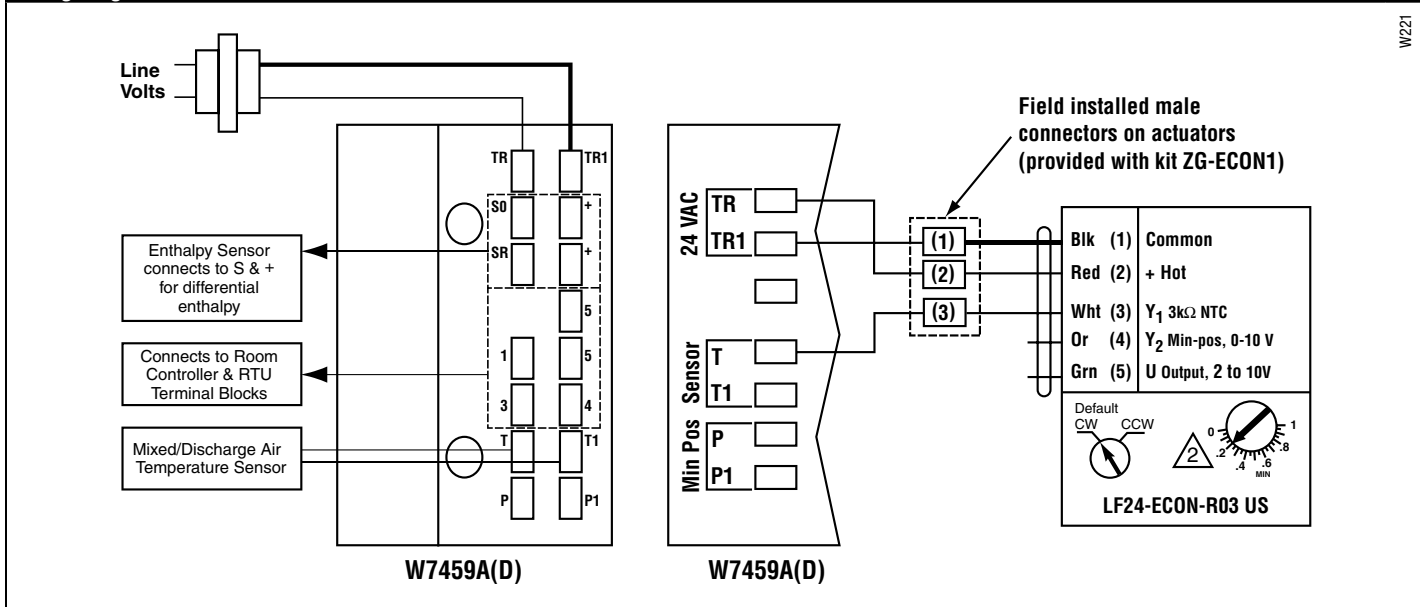 W221
Line
Volts
TR
TR1
S0
+
SR
+
5
1
5
3
4
T
T1
P
P1
Enthalpy Sensor
connects to S & +
for differential
enthalpy
Connects to Room
Controller & RTU
Terminal Blocks
Mixed/Discharge Air
Temperature Sensor
W7459A(D)
24 VAC
TR
TR1
Sensor
T
T1
Min Pos
P
P1
W7459A(D)
Field installed male
connectors on actuators
(provided with kit ZG-ECON1)
(1)
(2)
(3)
Blk (1) Common
Red (2) + Hot
Wht (3) Y₁ 3kΩ NTC
Or (4) Y₂ Min-pos, 0-10 V
Grn (5) U Output, 2 to 10V
Default
CW CCW
2
0 .2 .4 .6 .8 1
MIN
LF24-ECON-R03 US